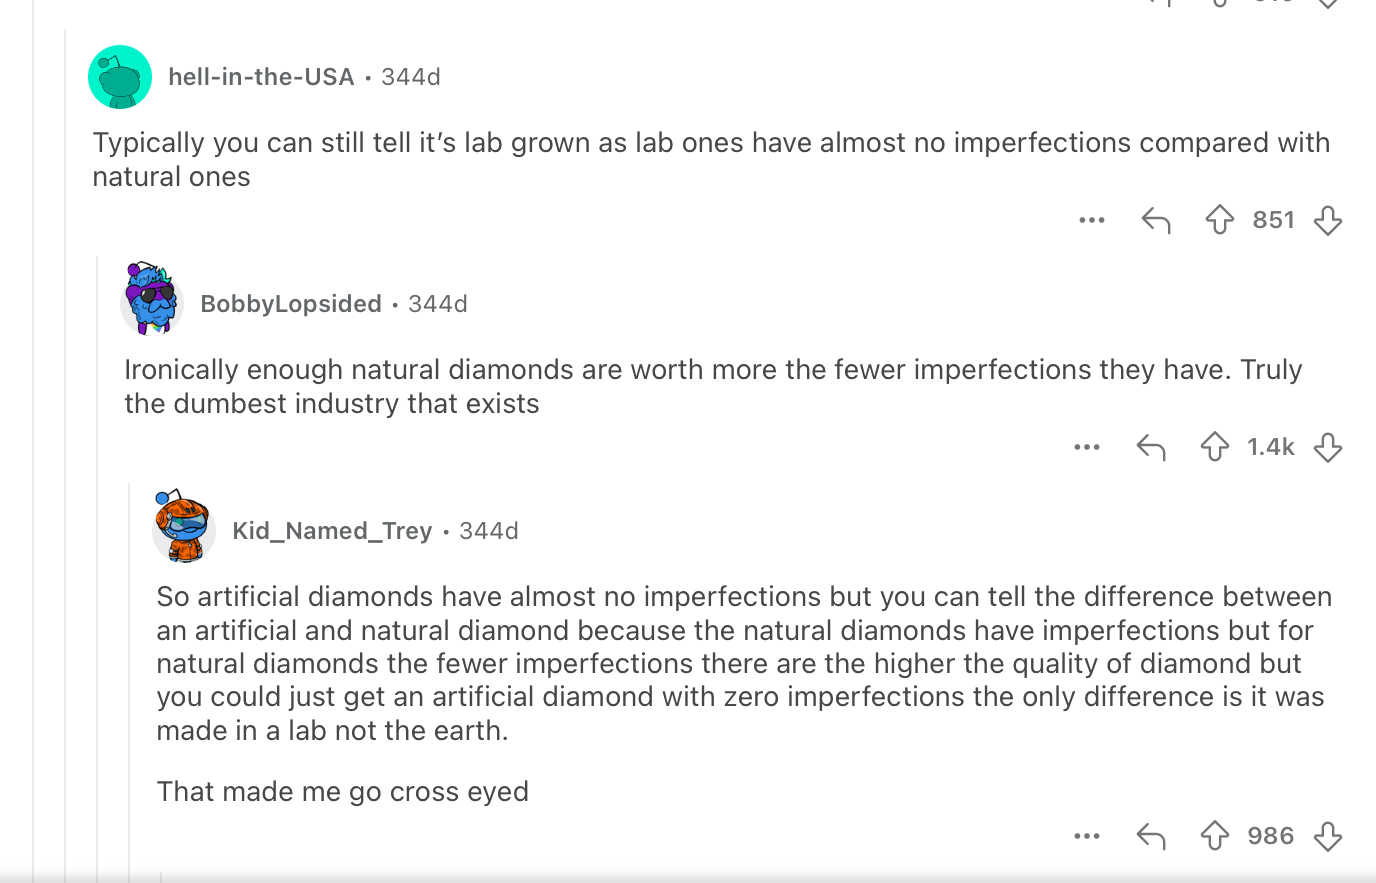 hell-in-the-USA • 344d
Typically you can still tell it’s lab grown as lab ones have almost no imperfections compared with
natural ones
851
BobbyLopsided • 344d
Ironically enough natural diamonds are worth more the fewer imperfections they have. Truly
the dumbest industry that exists
1.4k
Kid_Named_Trey • 344d
So artificial diamonds have almost no imperfections but you can tell the difference between
an artificial and natural diamond because the natural diamonds have imperfections but for
natural diamonds the fewer imperfections there are the higher the quality of diamond but
you could just get an artificial diamond with zero imperfections the only difference is it was
made in a lab not the earth.
That made me go cross eyed
986